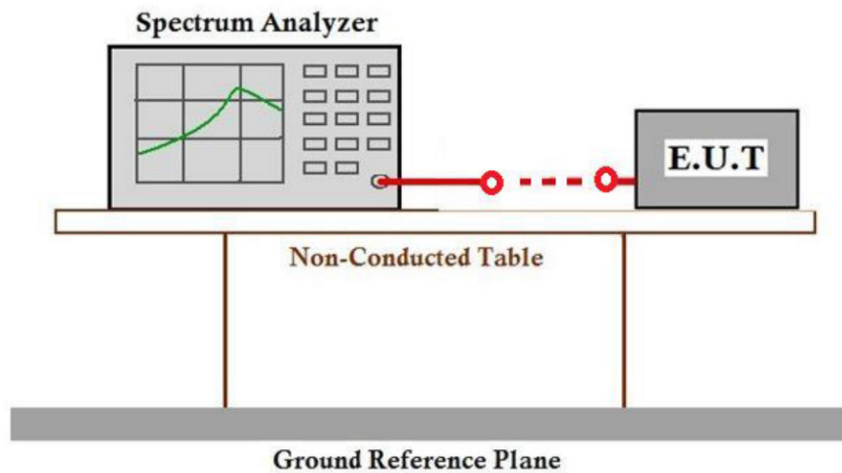 Spectrum Analyzer
E.U.T
Non-Conducted Table
Ground Reference Plane